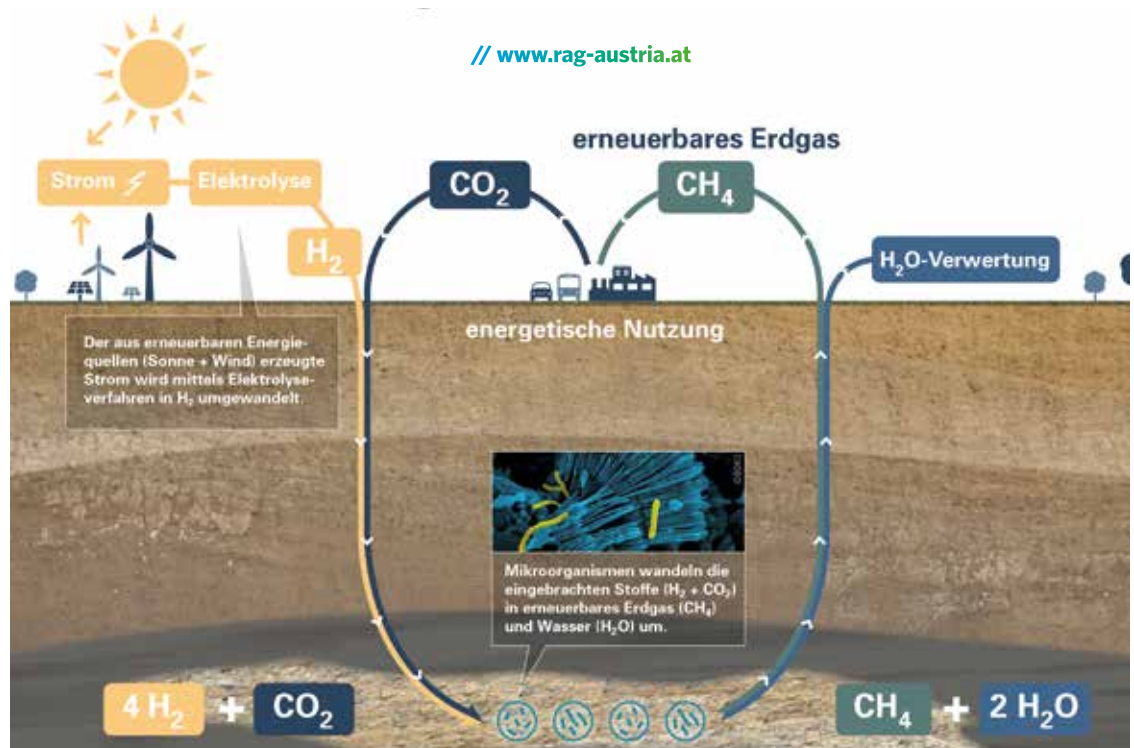 // www.rag-austria.at
erneuerbares Erdgas
Strom
Elektrolyse
CO₂
CH₄
H₂
H₂O-Verwertung
energetische Nutzung
Der aus erneuerbaren Energie-
quellen (Sonne + Wind) erzeugte
Strom wird mittels Elektrolyse-
verfahren in H₂ umgewandelt.
Mikroorganismen wandeln die
eingebrachten Stoffe (H₂ + CO₂)
in erneuerbares Erdgas (CH₄)
und Wasser (H₂O) um.
4 H₂ + CO₂
CH₄ + 2 H₂O